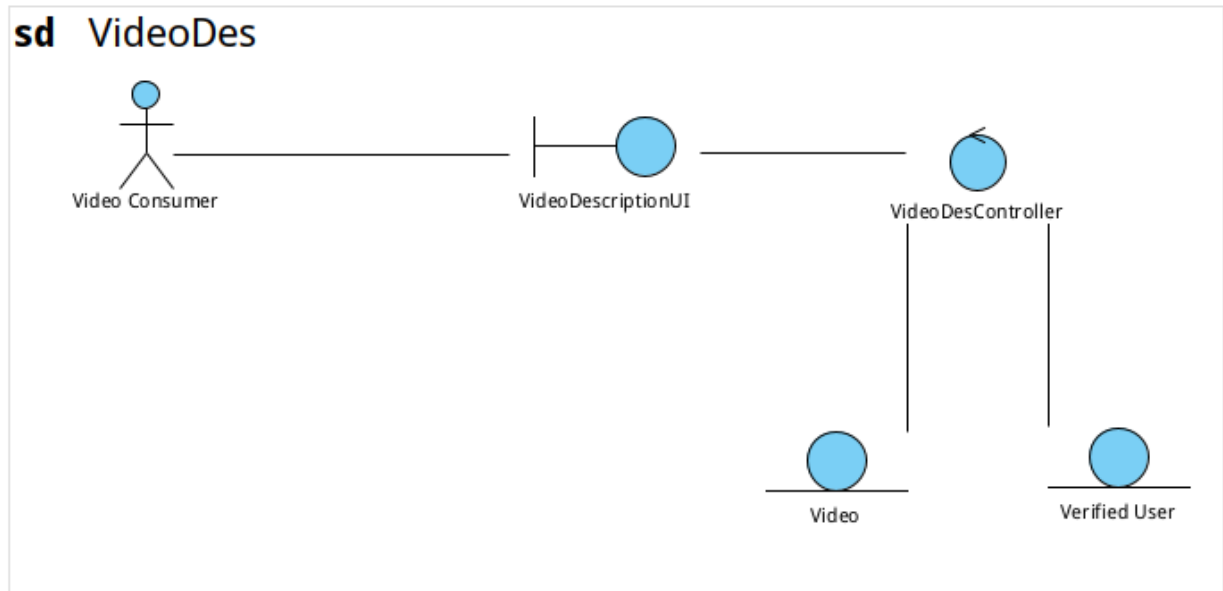 sd VideoDes
Video Consumer
VideoDescriptionUI
VideoDesController
Video
Verified User